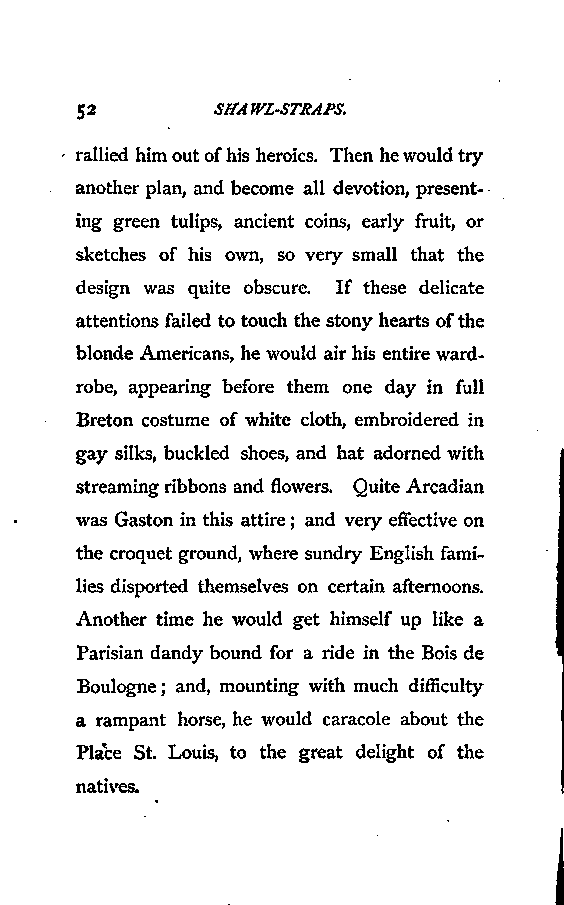 52 SHAWL-STRAPS.
rallied him out of his heroics. Then he would try
another plan, and become all devotion, present-
ing green tulips, ancient coins, early fruit, or
sketches of his own, so very small that the
design was quite obscure. If these delicate
attentions failed to touch the stony hearts of the
blonde Americans, he would air his entire ward-
robe, appearing before them one day in full
Breton costume of white cloth, embroidered in
gay silks, buckled shoes, and hat adorned with
streaming ribbons and flowers. Quite Arcadian
was Gaston in this attire; and very effective on
the croquet ground, where sundry English fami-
lies disported themselves on certain afternoons.
Another time he would get himself up like a
Parisian dandy bound for a ride in the Bois de
Boulogne; and, mounting with much difficulty
a rampant horse, he would caracole about the
Place St. Louis, to the great delight of the
natives.